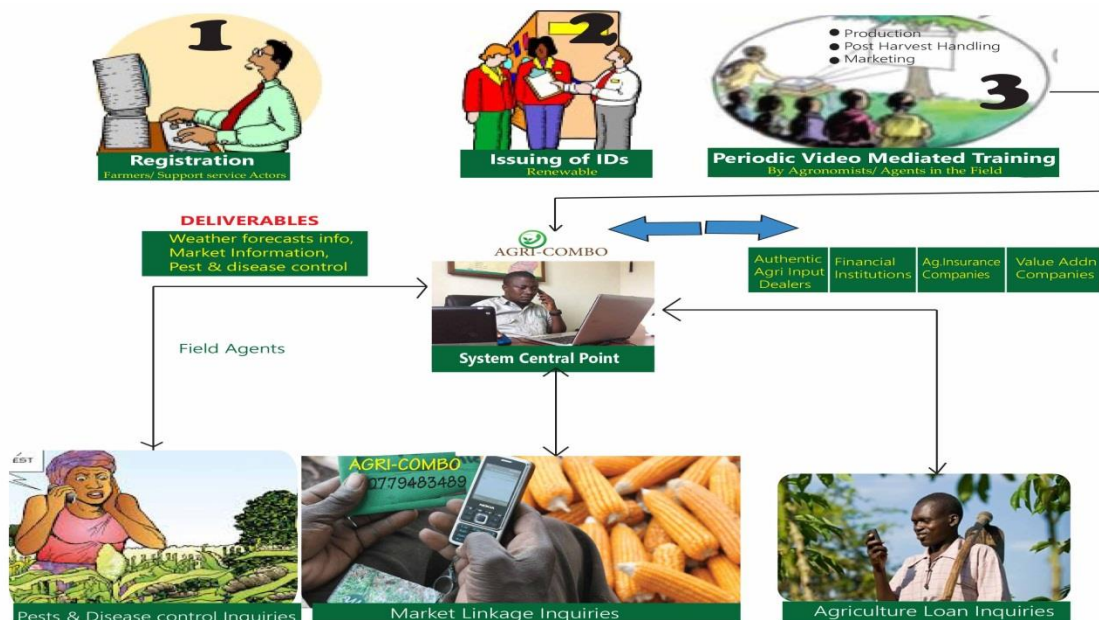 1
2
3
Production
Post Harvest Handling
Marketing
Registration
Farmers/ Support service Actors
Issuing of IDs
Renewable
Periodic Video Mediated Training
By Agronomists/ Agents in the Field
DELIVERABLES
Weather forecasts info,
Market Information,
Pest & disease control
AGRI-COMBO
Authentic
Agri Input
Dealers
Financial
Institutions
Ag.Insurance
Companies
Value Addn
Companies
Field Agents
System Central Point
EST
AGRI-COMBO
0779483489
NOKIA
Pests & Disease control Inquiries
Market Linkage Inquiries
Agriculture Loan Inquiries